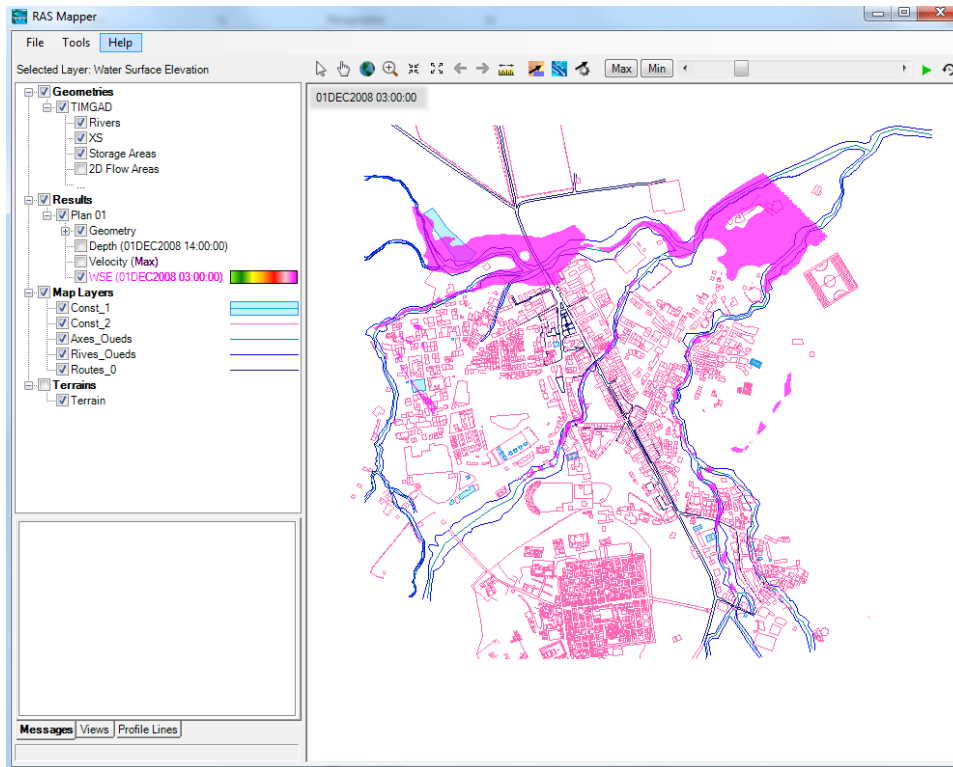 RAS Mapper
File Tools Help
Selected Layer: Water Surface Elevation
Max Min
Geometries
TIMGAD
Rivers
XS
Storage Areas
2D Flow Areas
...
Results
Plan 01
Geometry
Depth (01DEC2008 14:00:00)
Velocity (Max)
WSE (01DEC2008 03:00:00)
Map Layers
Const_1
Const_2
Axes_Oueds
Rives_Oueds
Routes_0
Terrains
Terrain
Messages Views Profile Lines
01DEC2008 03:00:00